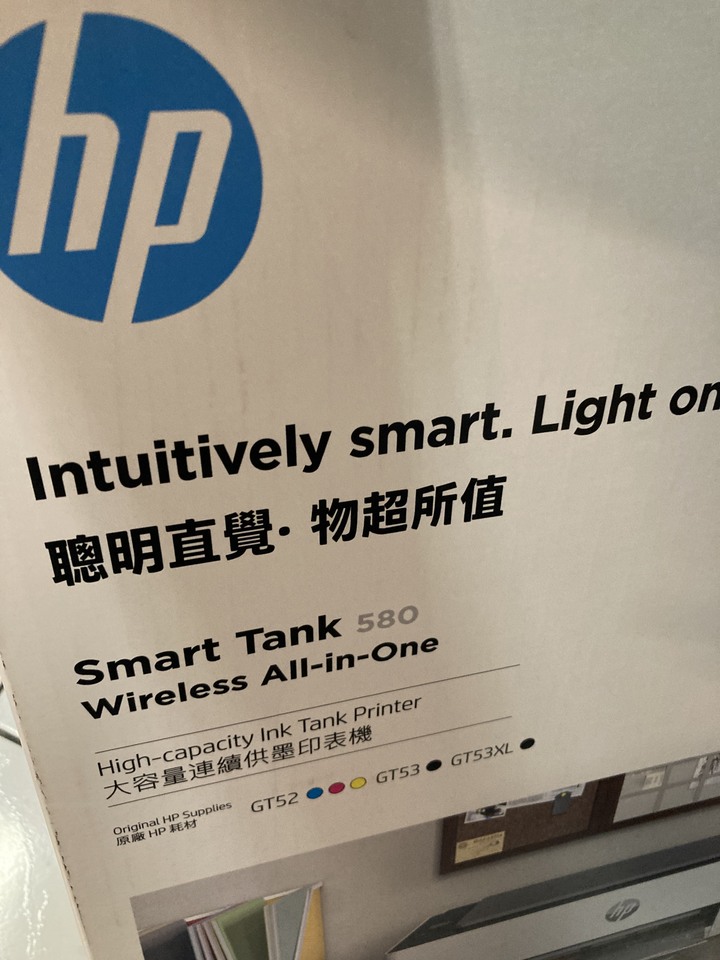 hp
Intuitively smart. Light on
聰明直覺· 物超所值
Smart Tank 580
Wireless All-in-One
High-capacity Ink Tank Printer
大容量連續供墨印表機
Original HP Supplies
原廠 HP 耗材
GT52 GT53 GT53XL
hp